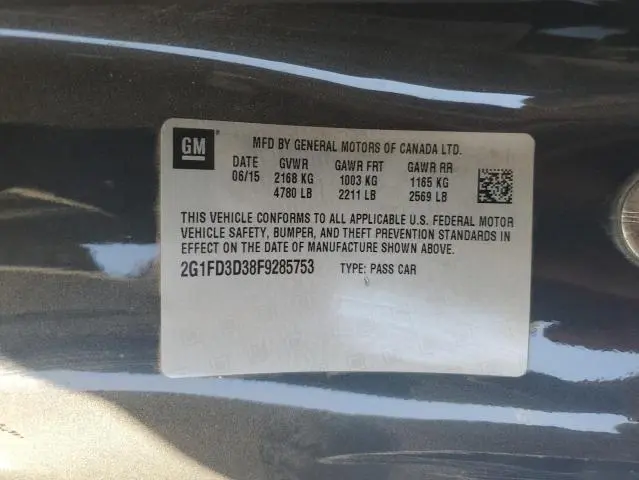 GM
MFD BY GENERAL MOTORS OF CANADA LTD.
DATE GVWR GAWR FRT GAWR RR
06/15 2168 KG 1003 KG 1165 KG
4780 LB 2211 LB 2569 LB
THIS VEHICLE CONFORMS TO ALL APPLICABLE U.S. FEDERAL MOTOR
VEHICLE SAFETY, BUMPER, AND THEFT PREVENTION STANDARDS IN
EFFECT ON THE DATE OF MANUFACTURE SHOWN ABOVE.
2G1FD3D38F9285753 TYPE: PASS CAR